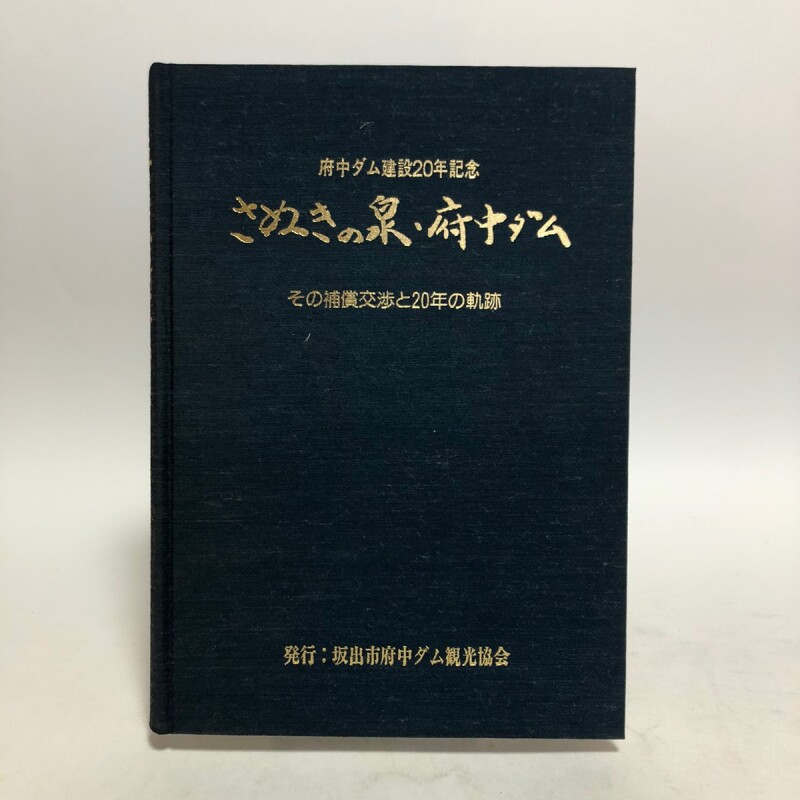 府中ダム建設20年記念
さぬきの泉・府中ダム
その補償交渉と20年の軌跡
発行：坂出市府中ダム観光協会